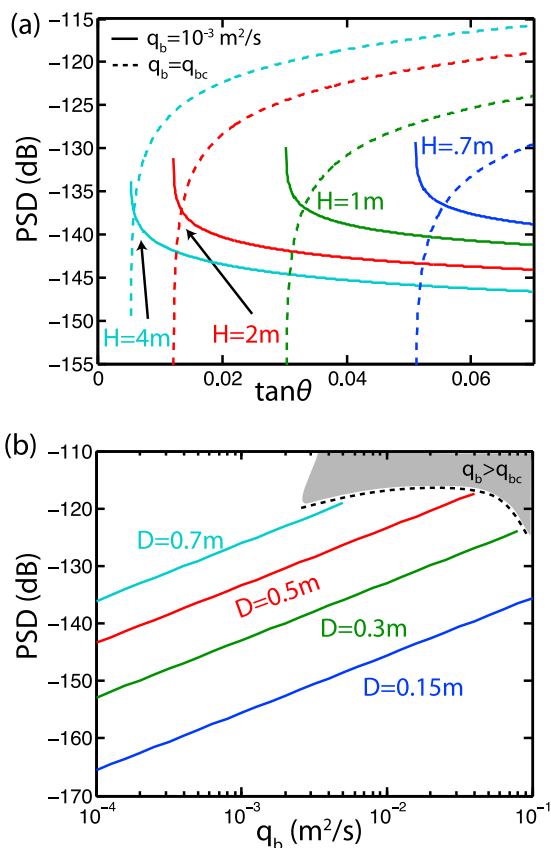 (a)
-115
-120
-125
-130
-135
-140
-145
-150
-155
PSD (dB)
q_b=10⁻³ m²/s
q_b=q_bc
H=.7m
H=1m
H=4m
H=2m
0 0.02 0.04 0.06
tanθ
(b)
-110
-120
-130
-140
-150
-160
-170
PSD (dB)
q_b>q_bc
D=0.7m
D=0.5m
D=0.3m
D=0.15m
10⁻⁴ 10⁻³ 10⁻² 10⁻¹
q_b (m²/s)